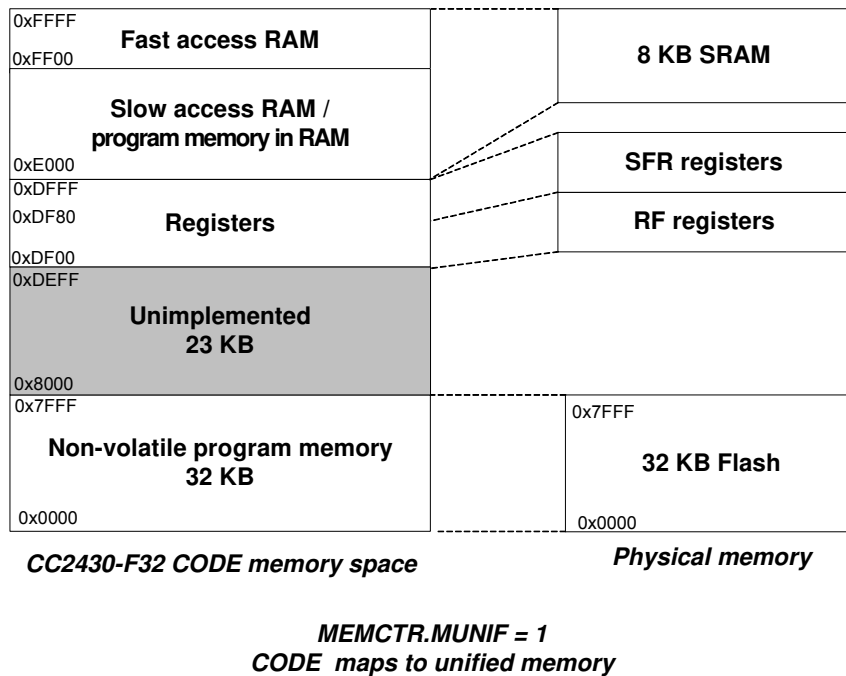 0xFFFF
Fast access RAM
0xFF00
Slow access RAM /
program memory in RAM
0xE000
0xDFFF
0xDF80
Registers
0xDF00
0xDEFF
Unimplemented
23 KB
0x8000
0x7FFF
Non-volatile program memory
32 KB
0x0000
CC2430-F32 CODE memory space
8 KB SRAM
SFR registers
RF registers
0x7FFF
32 KB Flash
0x0000
Physical memory
MEMCTR.MUNIF = 1
CODE maps to unified memory